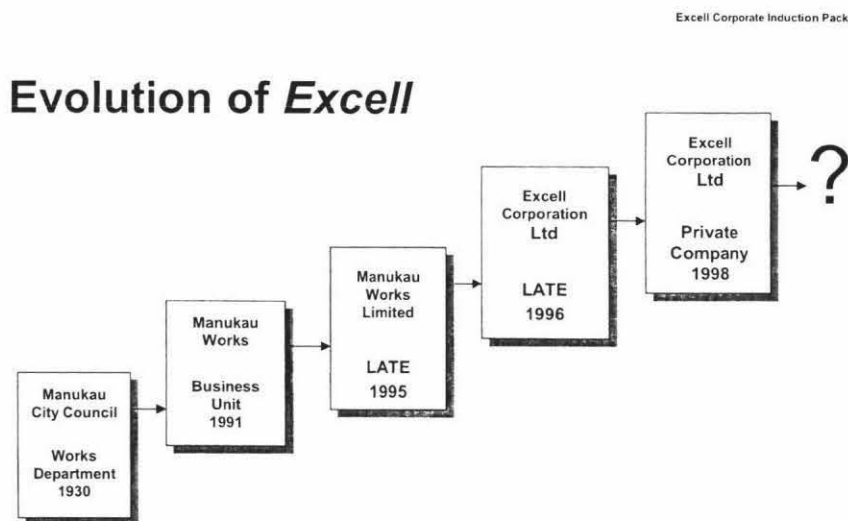 Excell Corporate Induction Pack
Evolution of Excell
Manukau
City Council
Works
Department
1930
Manukau
Works
Business
Unit
1991
Manukau
Works
Limited
LATE
1995
Excell
Corporation
Ltd
LATE
1996
Excell
Corporation
Ltd
Private
Company
1998
?